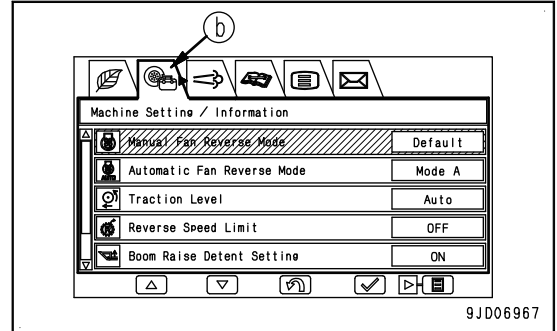 b
Machine Setting / Information
Manual Fan Reverse Mode Default
AUTO Automatic Fan Reverse Mode Mode A
Traction Level Auto
Reverse Speed Limit OFF
Boom Raise Detent Setting ON
9JD06967